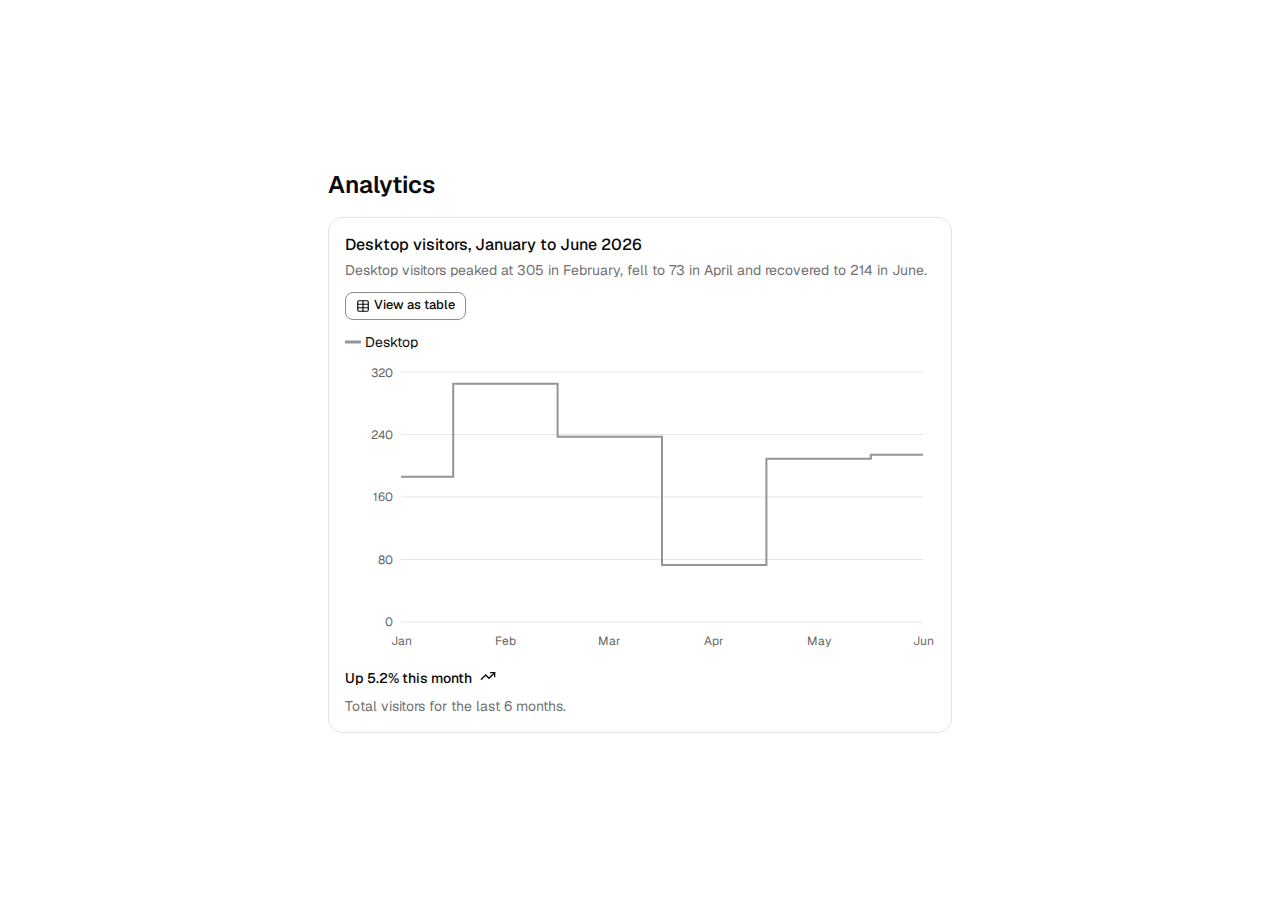 Analytics
Desktop visitors, January to June 2026
Desktop visitors peaked at 305 in February, fell to 73 in April and recovered to 214 in June.
View as table
Desktop
320
240
160
80
0
Jan Feb Mar Apr May Jun
Up 5.2% this month
Total visitors for the last 6 months.